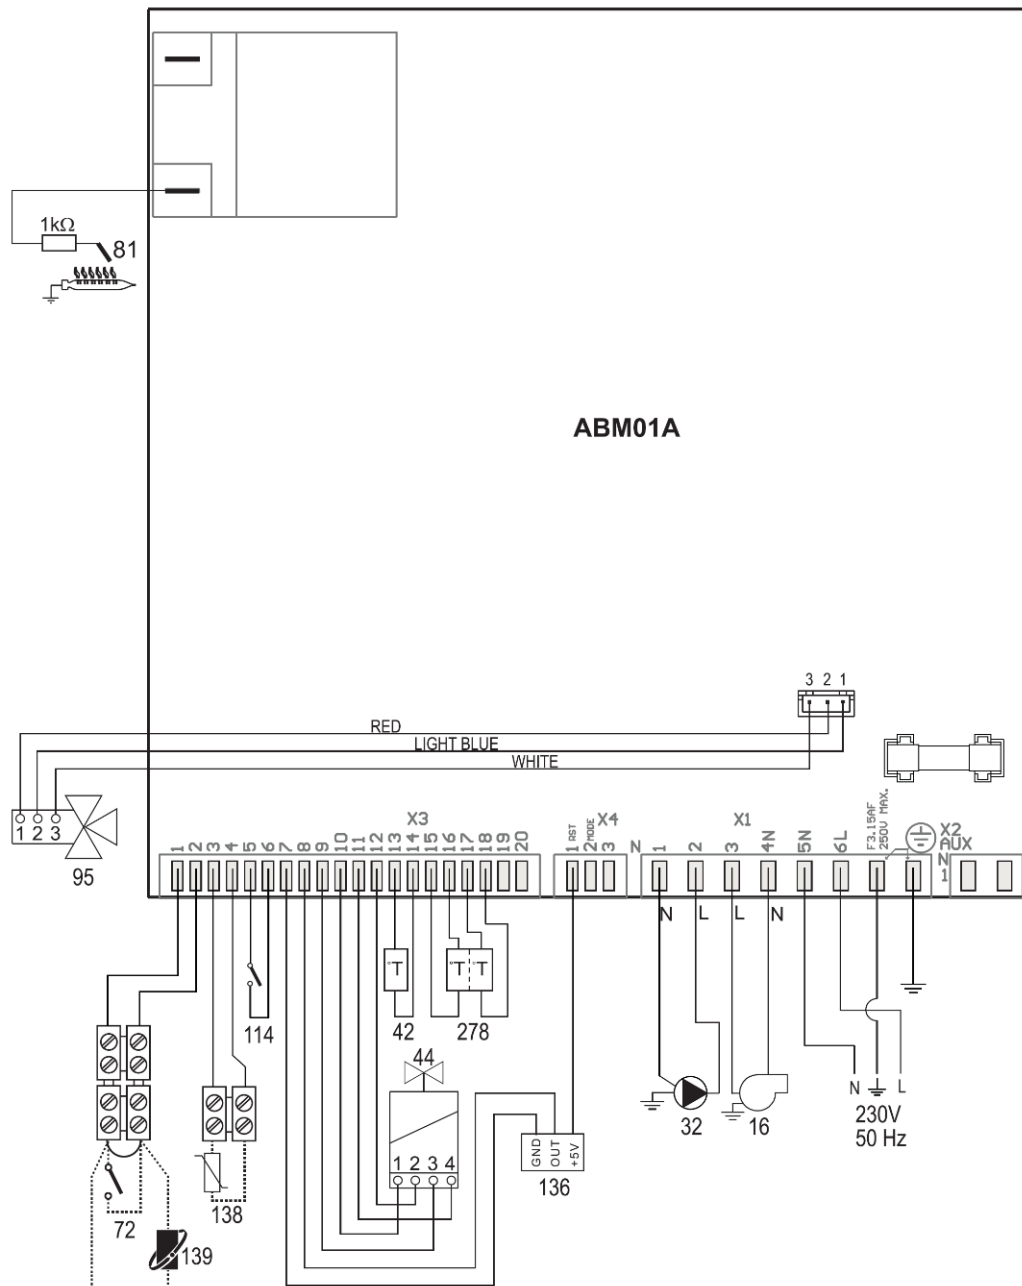 1kΩ
81
ABM01A
3 2 1
RED
LIGHT BLUE
WHITE
1 2 3
95
X3
1 2 3 4 5 6 7 8 9 10 11 12 13 14 15 16 17 18 19 20
X4
1 RST
2 MODE
3
X1
N 1 2 3 4N 5N 6L
F3.15AF
250V MAX.
X2
AUX
N
1
N L L N
°T
°T °T
114
42
278
44
1 2 3 4
GND
OUT
+5V
136
32
16
N L
230V
50 Hz
72
138
139